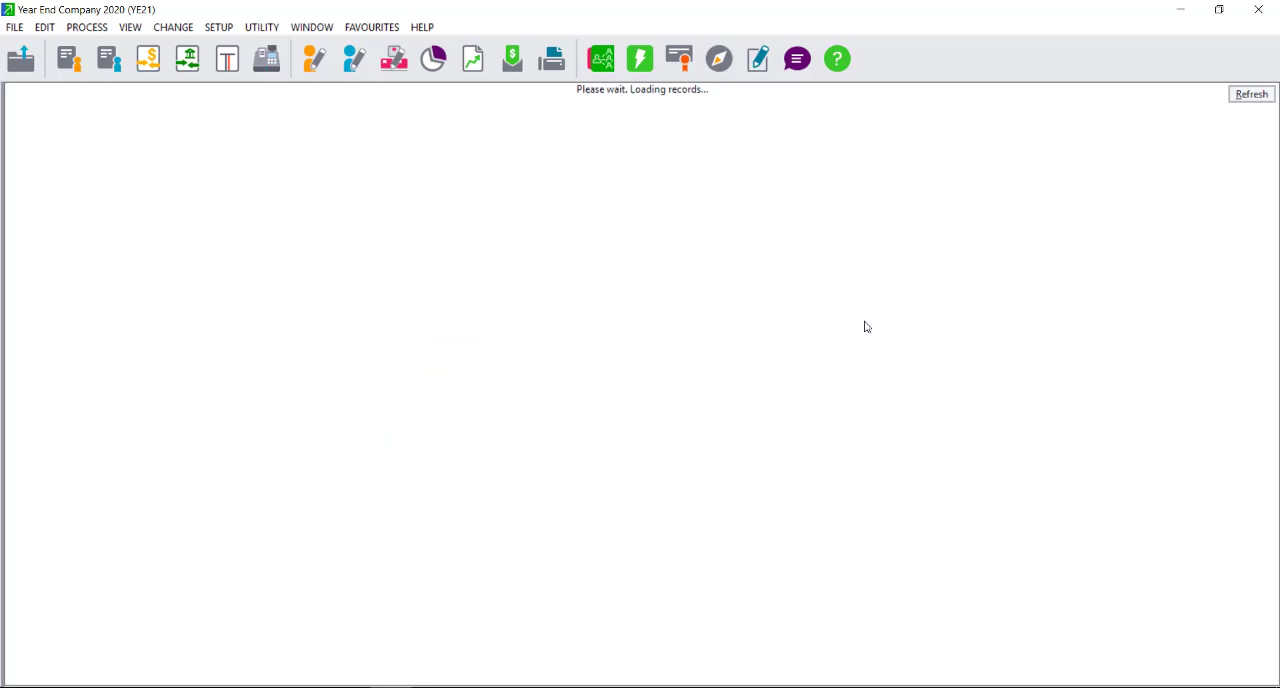 Year End Company 2020 (YE21)
FILE EDIT PROCESS VIEW CHANGE SETUP UTILITY WINDOW FAVOURITES HELP
Please wait. Loading records...
Refresh